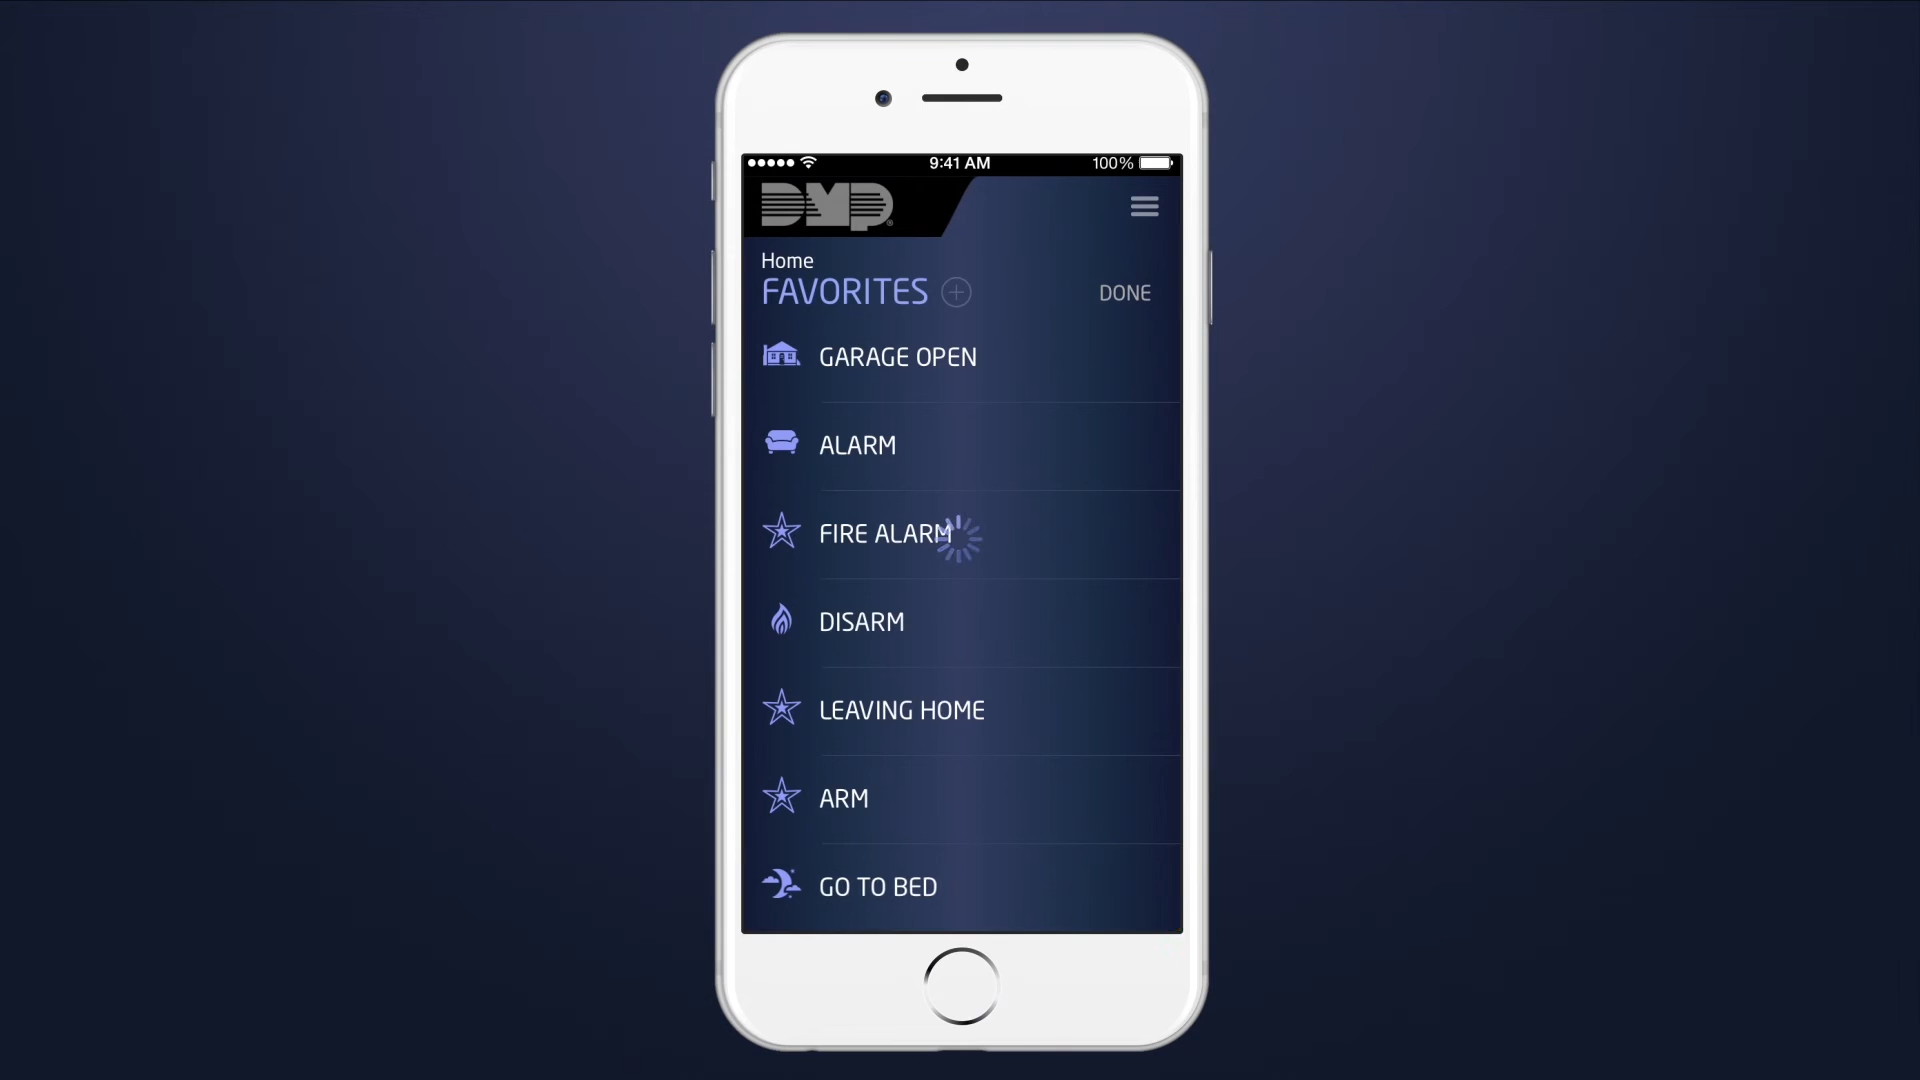 9:41 AM
100%
DMP®
Home
FAVORITES
DONE
GARAGE OPEN
ALARM
FIRE ALARM
DISARM
LEAVING HOME
ARM
GO TO BED